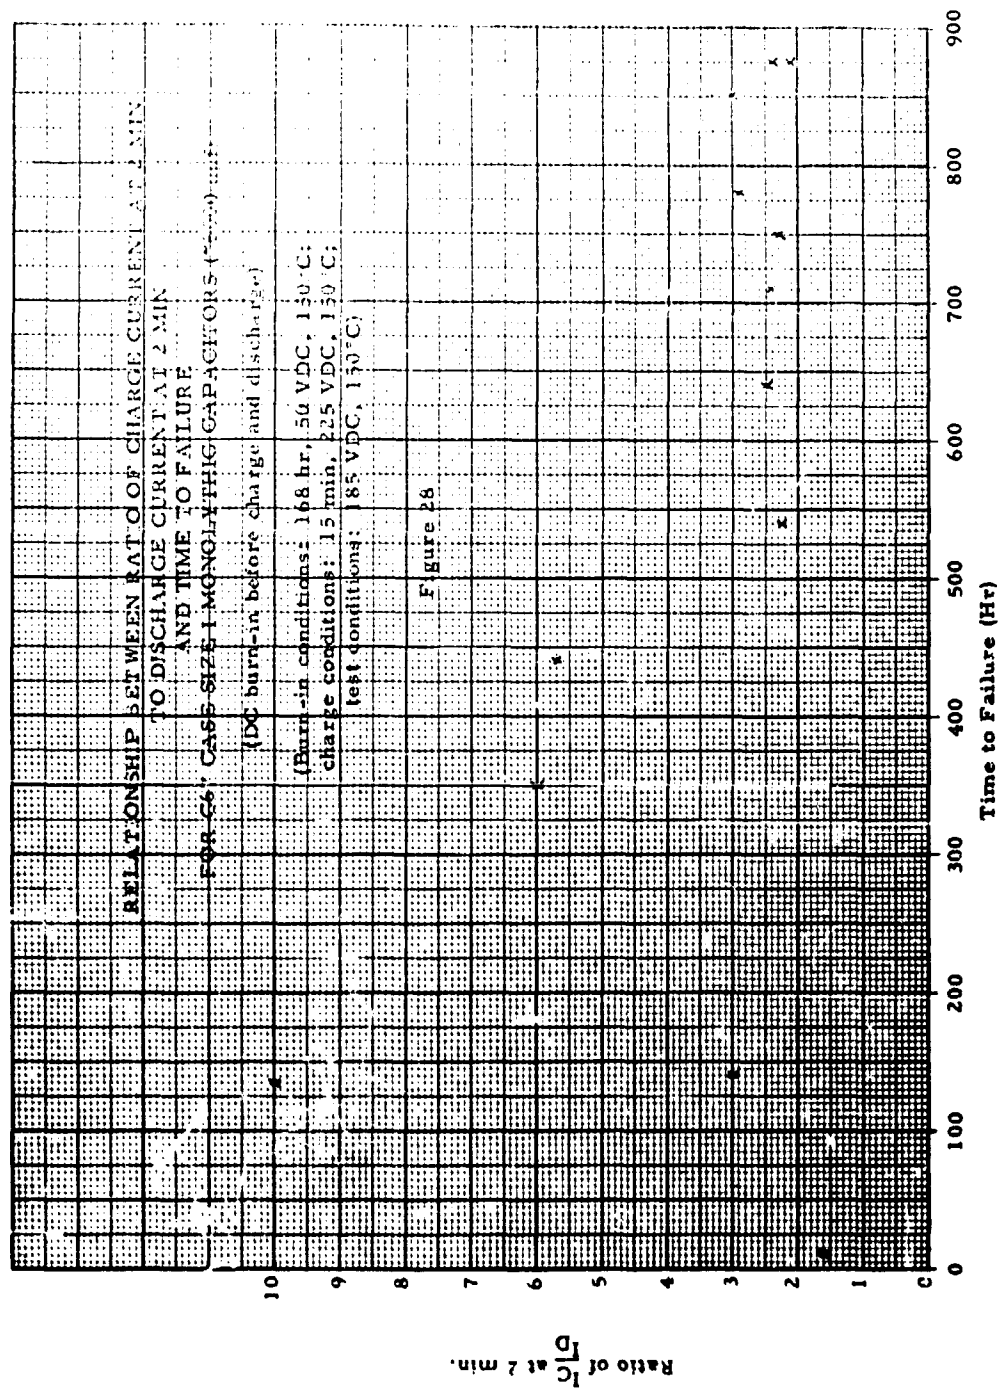 RELATIONSHIP BETWEEN RATIO OF CHARGE CURRENT AT 2 MIN
TO DISCHARGE CURRENT AT 2 MIN
AND TIME TO FAILURE
FOR CASE SIZE 1 MONOLYTHIC CAPACITORS
(DC burn-in before charge and discharge)
(Burn-in conditions: 168 hr, 50 VDC, 150°C;
charge conditions: 15 min, 225 VDC, 150°C;
test conditions: 185 VDC, 150°C)
Figure 28
Ratio of IC/ID at 2 min.
10
9
8
7
6
5
4
3
2
1
0
0 100 200 300 400 500 600 700 800 900
Time to Failure (Hr)